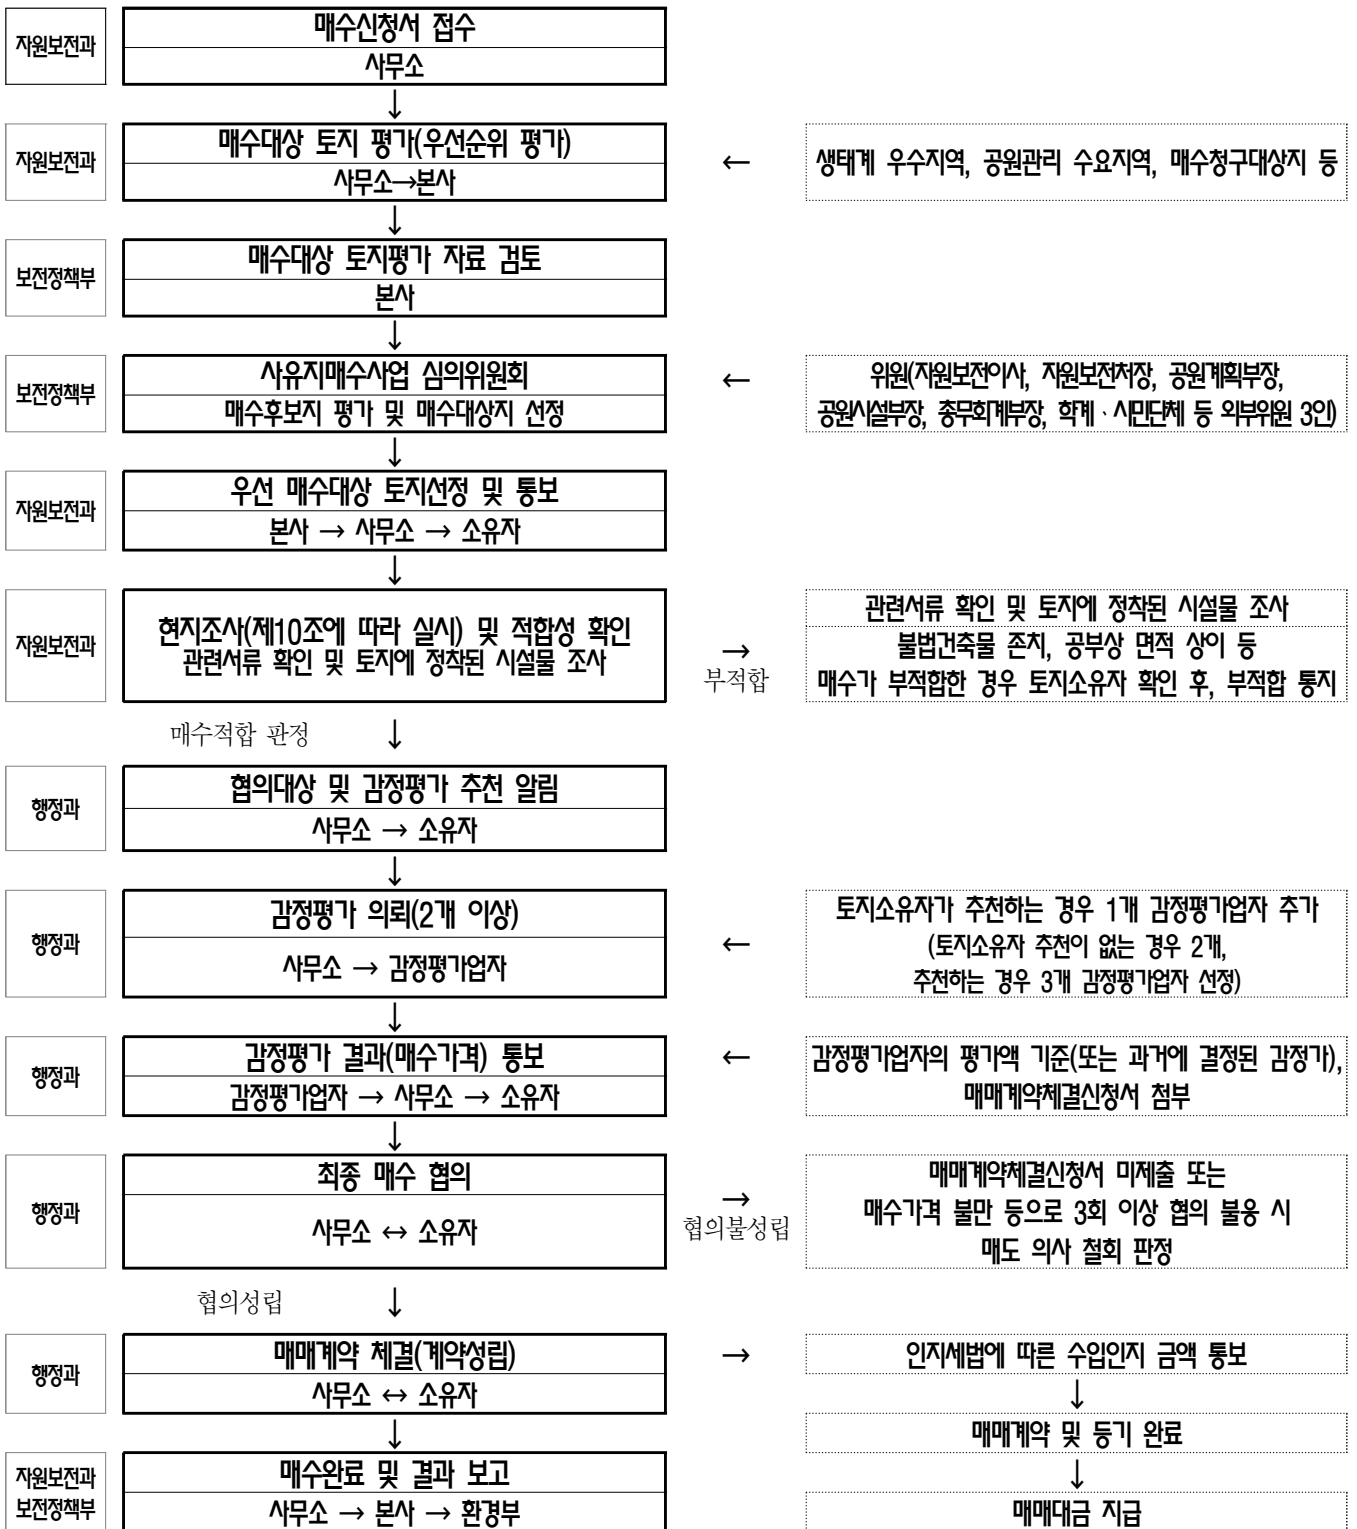 자원보전과
매수신청서 접수
사무소
↓
자원보전과
매수대상 토지 평가(우선순위 평가)
사무소→본사
←
생태계 우수지역, 공원관리 수요지역, 매수청구대상지 등
↓
보전정책부
매수대상 토지평가 자료 검토
본사
↓
보전정책부
사유지매수사업 심의위원회
매수후보지 평가 및 매수대상지 선정
←
위원(자원보전이사, 자원보전처장, 공원계획부장,
공원시설부장, 총무회계부장, 학계ㆍ시민단체 등 외부위원 3인)
↓
자원보전과
우선 매수대상 토지선정 및 통보
본사 → 사무소 → 소유자
↓
자원보전과
현지조사(제10조에 따라 실시) 및 적합성 확인
관련서류 확인 및 토지에 정착된 시설물 조사
→
부적합
관련서류 확인 및 토지에 정착된 시설물 조사
불법건축물 존치, 공부상 면적 상이 등
매수가 부적합한 경우 토지소유자 확인 후, 부적합 통지
매수적합 판정 ↓
행정과
협의대상 및 감정평가 추천 알림
사무소 → 소유자
↓
행정과
감정평가 의뢰(2개 이상)
사무소 → 감정평가업자
←
토지소유자가 추천하는 경우 1개 감정평가업자 추가
(토지소유자 추천이 없는 경우 2개,
추천하는 경우 3개 감정평가업자 선정)
↓
행정과
감정평가 결과(매수가격) 통보
감정평가업자 → 사무소 → 소유자
←
감정평가업자의 평가액 기준(또는 과거에 결정된 감정가),
매매계약체결신청서 첨부
↓
행정과
최종 매수 협의
사무소 ↔ 소유자
→
협의불성립
매매계약체결신청서 미제출 또는
매수가격 불만 등으로 3회 이상 협의 불응 시
매도 의사 철회 판정
협의성립 ↓
행정과
매매계약 체결(계약성립)
사무소 ↔ 소유자
→
인지세법에 따른 수입인지 금액 통보
↓
매매계약 및 등기 완료
↓
매매대금 지급
↓
자원보전과
보전정책부
매수완료 및 결과 보고
사무소 → 본사 → 환경부